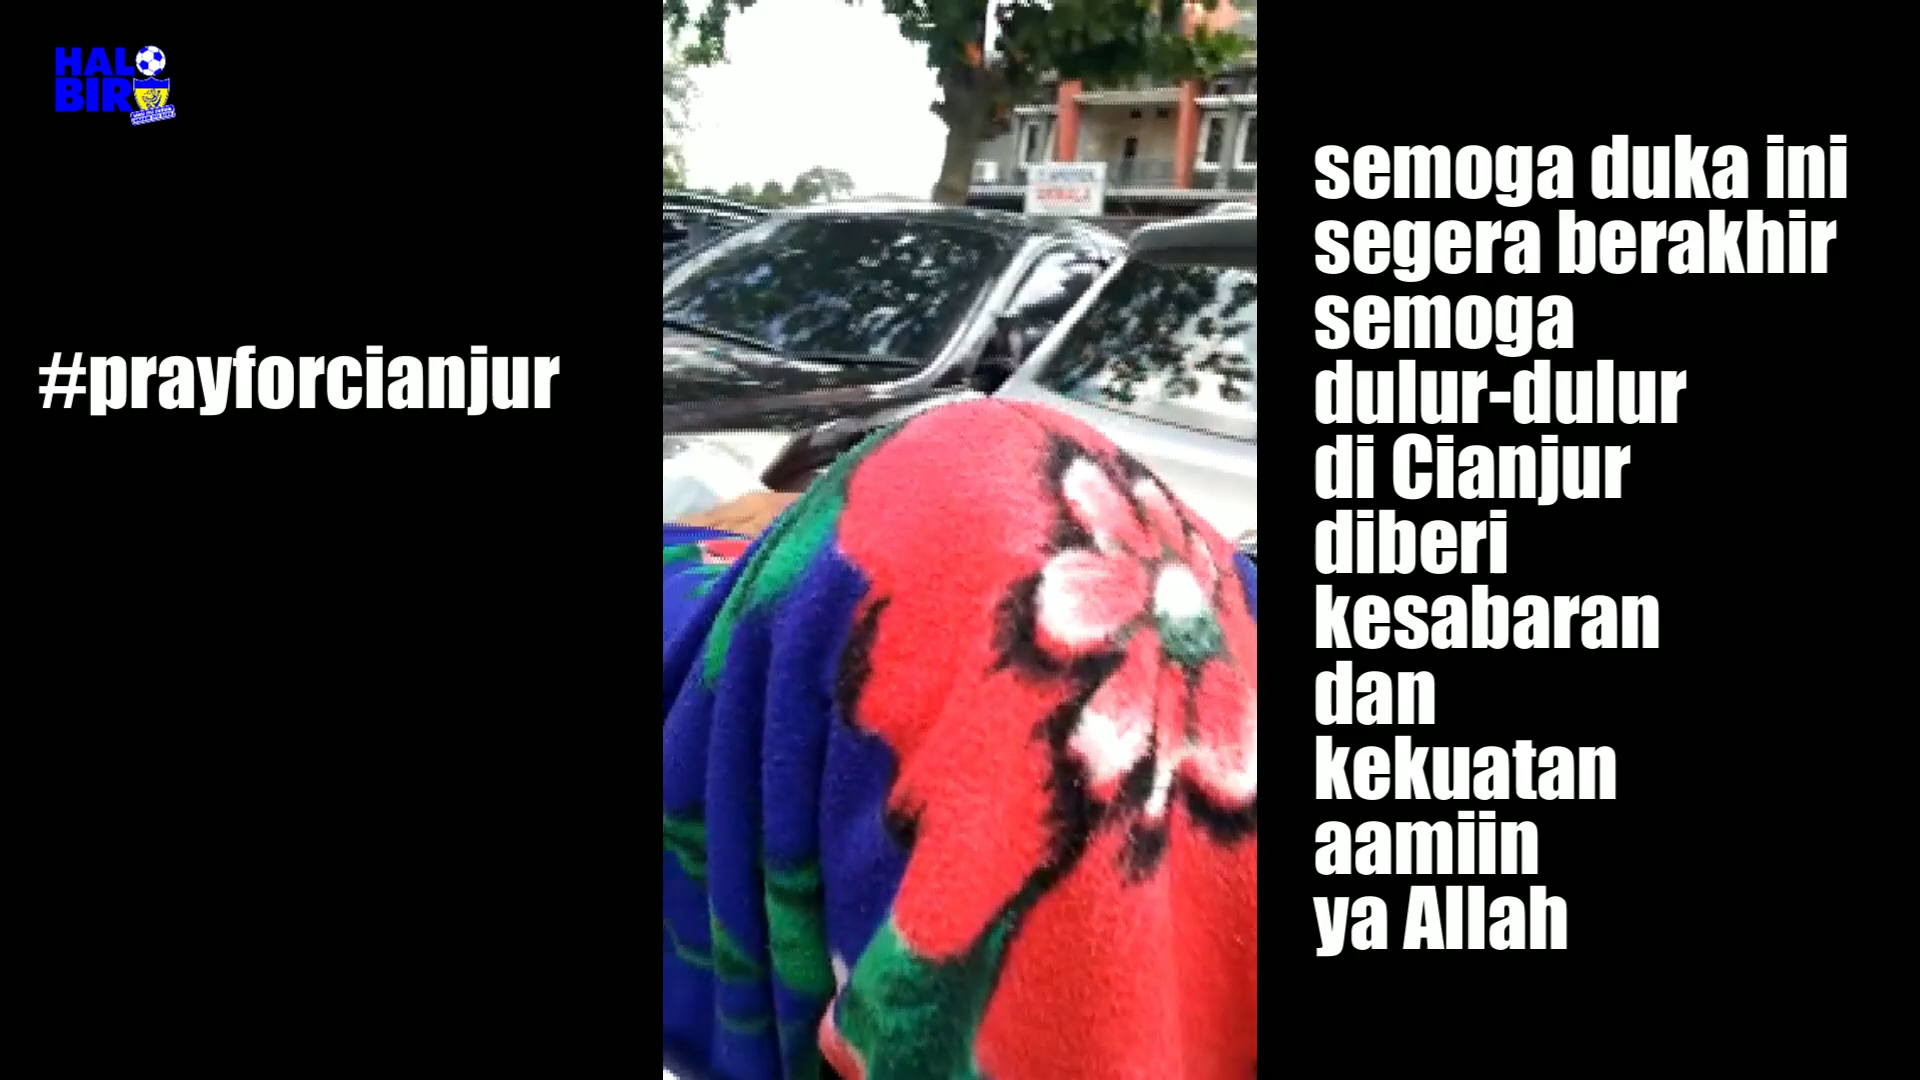 HALO
BIRO
#prayforcianjur
semoga duka ini
segera berakhir
semoga
dulur-dulur
di Cianjur
diberi
kesabaran
dan
kekuatan
aamiin
ya Allah